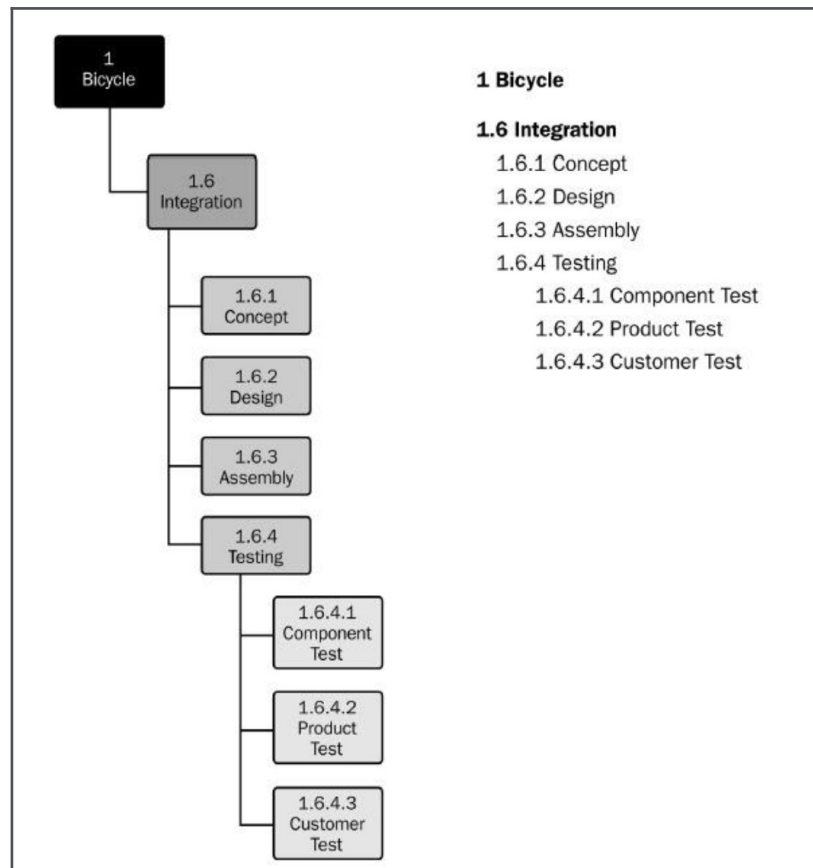 1
Bicycle
1.6
Integration
1.6.1
Concept
1.6.2
Design
1.6.3
Assembly
1.6.4
Testing
1.6.4.1
Component
Test
1.6.4.2
Product
Test
1.6.4.3
Customer
Test
1 Bicycle
1.6 Integration
1.6.1 Concept
1.6.2 Design
1.6.3 Assembly
1.6.4 Testing
1.6.4.1 Component Test
1.6.4.2 Product Test
1.6.4.3 Customer Test